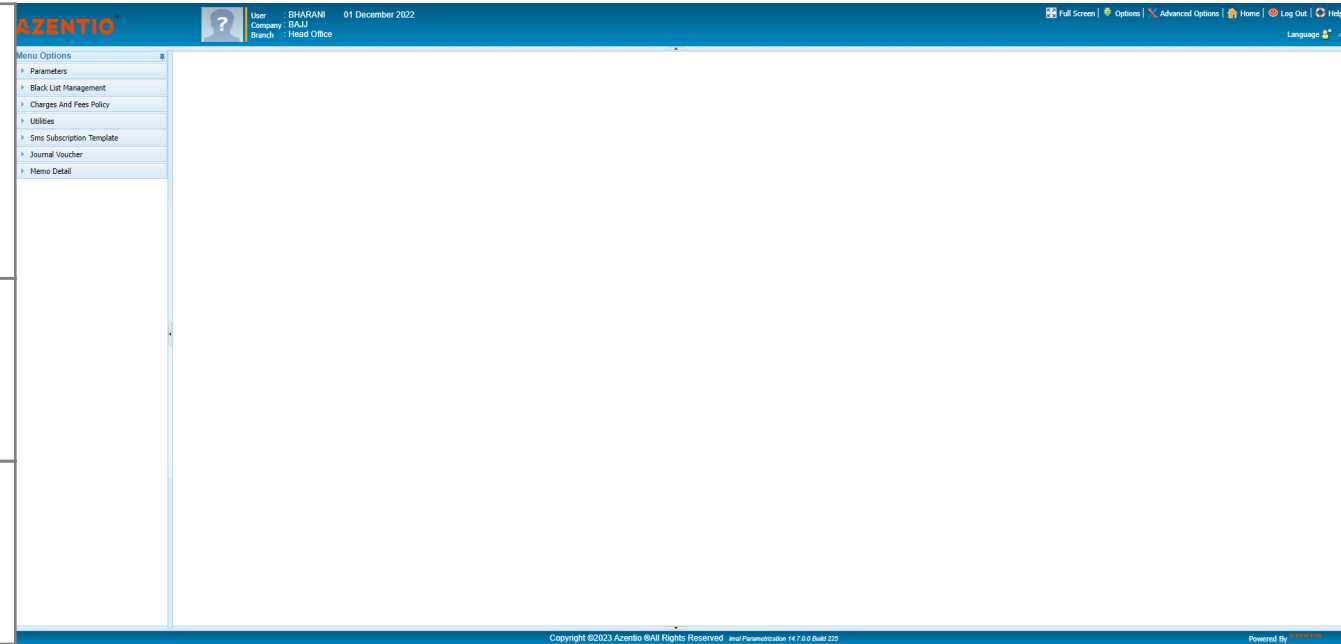 AZENTIO™
User : BHARANI 01 December 2022
Company : BAJJ
Branch : Head Office
Full Screen | Options | Advanced Options | Home | Log Out | Help
Language
Menu Options
Parameters
Black List Management
Charges And Fees Policy
Utilities
Sms Subscription Template
Journal Voucher
Memo Detail
Copyright ©2023 Azentio ®All Rights Reserved imal Parametrization 14.7.0.0 Build 225
Powered By AZENTIO